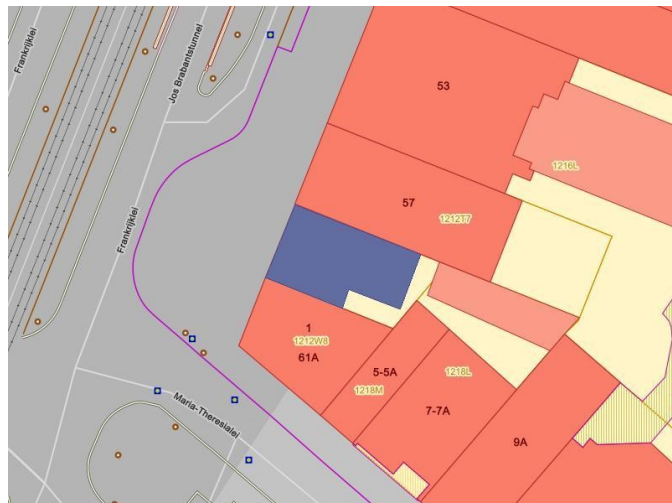 Frankrijklei
Jos Brabantstunnel
53
1216L
57
1212T7
Frankrijklei
1
1212W8
61A
5-5A
1218M
1218L
7-7A
9A
Maria-Theresialei